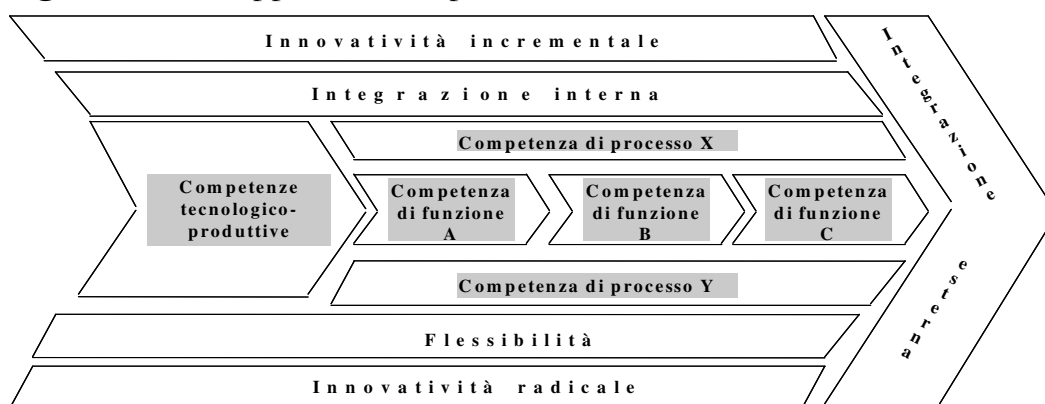 Innovatività incrementale
Integrazione interna
Competenza di processo X
Competenze
tecnologico-
produttive
Competenza
di funzione
A
Competenza
di funzione
B
Competenza
di funzione
C
Competenza di processo Y
Flessibilità
Innovatività radicale
Integrazione
esterna